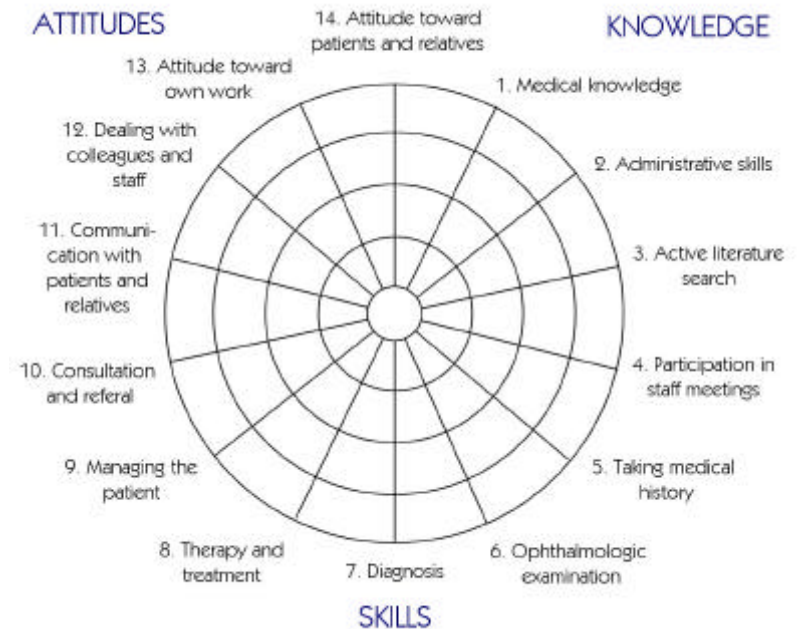 ATTITUDES
KNOWLEDGE
14. Attitude toward
patients and relatives
1. Medical knowledge
2. Administrative skills
3. Active literature
search
4. Participation in
staff meetings
5. Taking medical
history
6. Ophthalmologic
examination
7. Diagnosis
8. Therapy and
treatment
9. Managing the
patient
10. Consultation
and referal
11. Communi-
cation with
patients and
relatives
12. Dealing with
colleagues and
staff
13. Attitude toward
own work
SKILLS